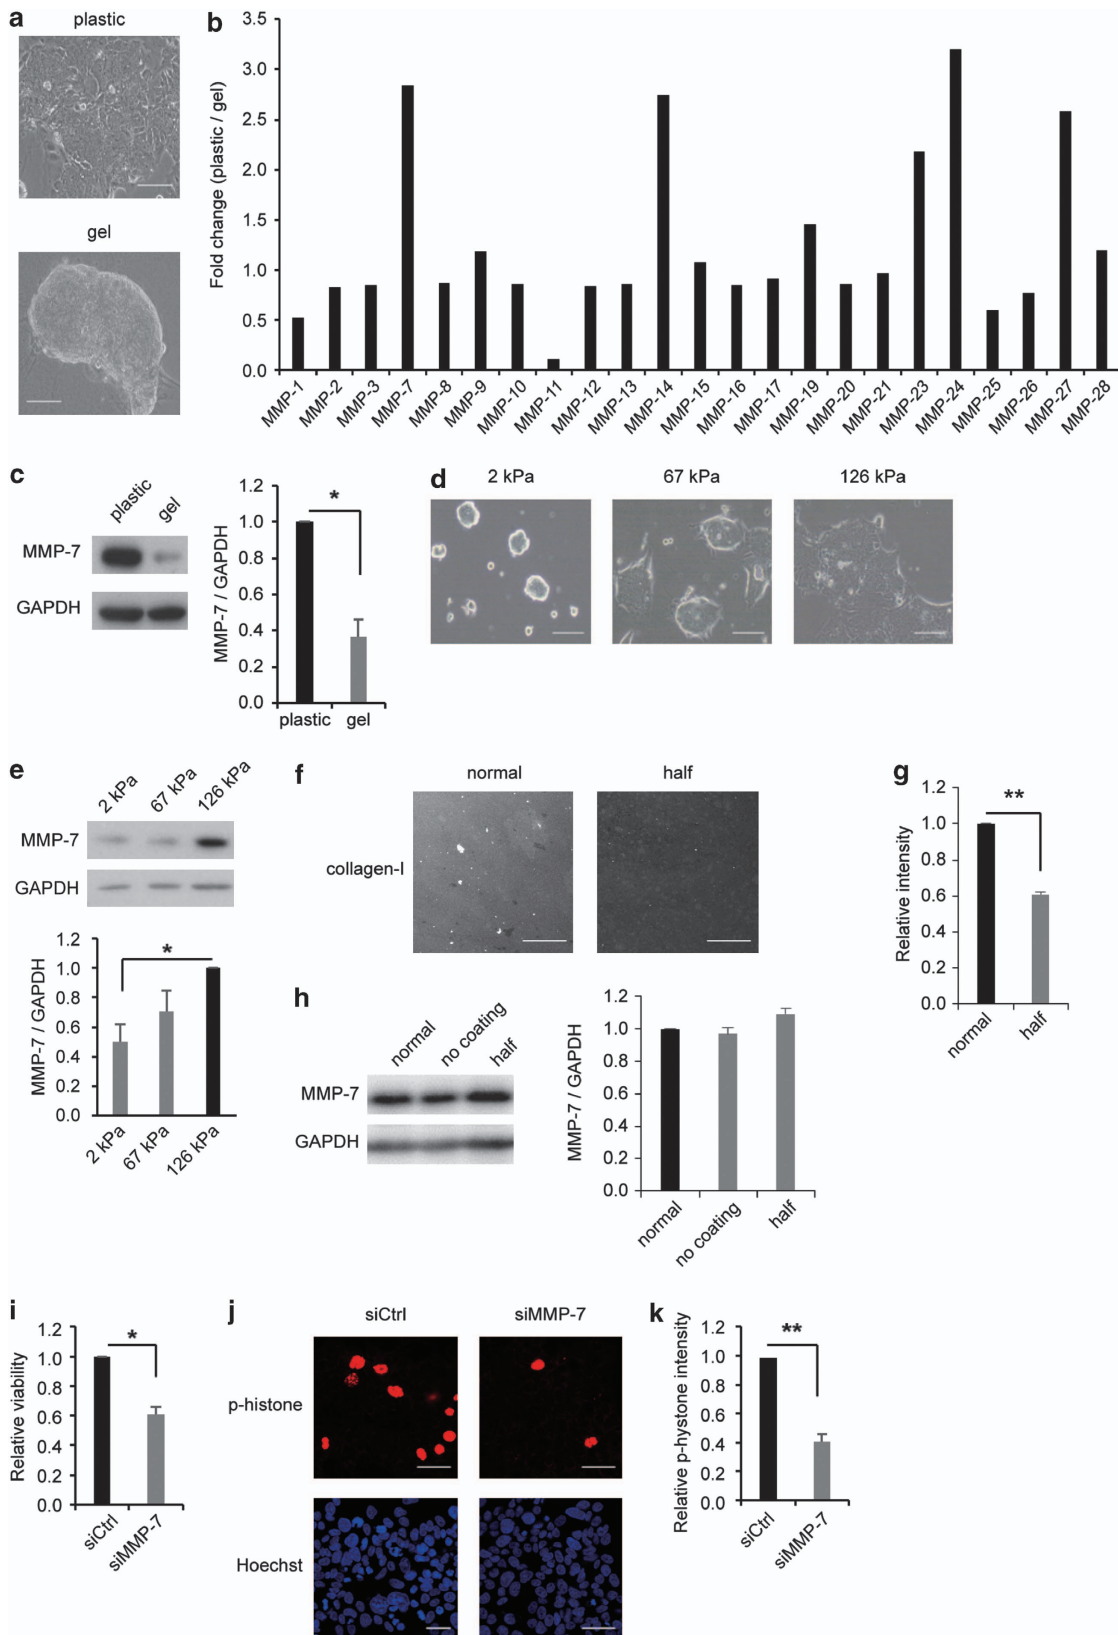 a
plastic
gel
b
Fold change (plastic / gel)
3.5
3.0
2.5
2.0
1.5
1.0
0.5
0.0
MMP-1 MMP-2 MMP-3 MMP-7 MMP-8 MMP-9 MMP-10 MMP-11 MMP-12 MMP-13 MMP-14 MMP-15 MMP-16 MMP-17 MMP-19 MMP-20 MMP-21 MMP-23 MMP-24 MMP-25 MMP-26 MMP-27 MMP-28
c
plastic gel
MMP-7
GAPDH
MMP-7 / GAPDH
1.2
1.0
0.8
0.6
0.4
0.2
0.0
*
plastic gel
d
2 kPa 67 kPa 126 kPa
e
2 kPa 67 kPa 126 kPa
MMP-7
GAPDH
MMP-7 / GAPDH
1.2
1.0
0.8
0.6
0.4
0.2
0.0
*
2 kPa 67 kPa 126 kPa
f
normal half
collagen-I
g
Relative intensity
1.2
1.0
0.8
0.6
0.4
0.2
0.0
**
normal half
h
normal no coating half
MMP-7
GAPDH
MMP-7 / GAPDH
1.2
1.0
0.8
0.6
0.4
0.2
0.0
normal no coating half
i
Relative viability
1.2
1.0
0.8
0.6
0.4
0.2
0.0
*
siCtrl siMMP-7
j
siCtrl siMMP-7
p-histone
Hoechst
k
Relative p-hystone intensity
1.2
1.0
0.8
0.6
0.4
0.2
0.0
**
siCtrl siMMP-7